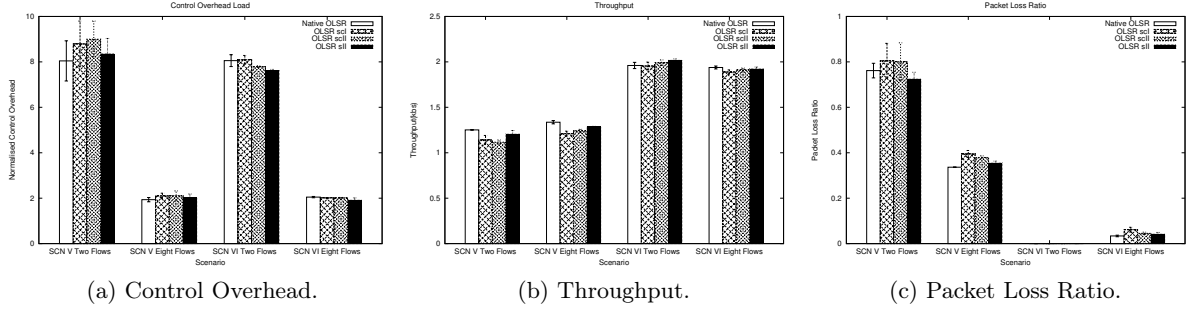 Control Overhead Load
Native OLSR
OLSR scI
OLSR scII
OLSR sII
10
8
6
4
2
0
Normalised Control Overhead
SCN V Two Flows
SCN V Eight Flows
SCN VI Two Flows
SCN VI Eight Flows
Scenario
(a) Control Overhead.
Throughput
Native OLSR
OLSR scI
OLSR scII
OLSR sII
2.5
2
1.5
1
0.5
0
Throughput(kbs)
SCN V Two Flows
SCN V Eight Flows
SCN VI Two Flows
SCN VI Eight Flows
Scenario
(b) Throughput.
Packet Loss Ratio
Native OLSR
OLSR scI
OLSR scII
OLSR sII
1
0.8
0.6
0.4
0.2
0
Packet Loss Ratio
SCN V Two Flows
SCN V Eight Flows
SCN VI Two Flows
SCN VI Eight Flows
Scenario
(c) Packet Loss Ratio.